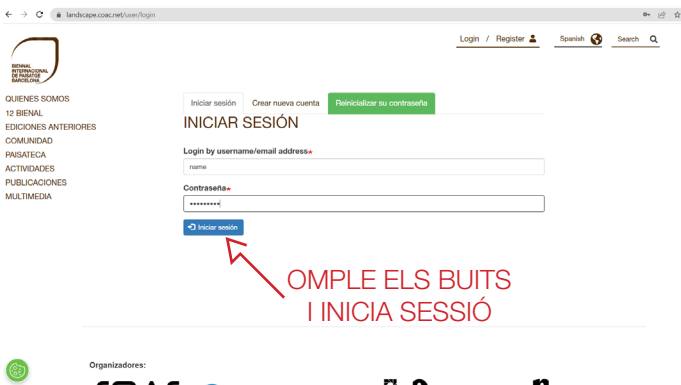 landscape.coac.net/user/login
Login / Register
Spanish
Search
BIENNAL
INTERNACIONAL
DE PAISATGE
BARCELONA
QUIENES SOMOS
12 BIENAL
EDICIONES ANTERIORES
COMUNIDAD
PAISATECA
ACTIVIDADES
PUBLICACIONES
MULTIMEDIA
Iniciar sesión
Crear nueva cuenta
Reinicializar su contraseña
INICIAR SESIÓN
Login by username/email address*
name
Contraseña*
•••••••••
Iniciar sesión
OMPLE ELS BUITS
I INICIA SESSIÓ
Organizadores: